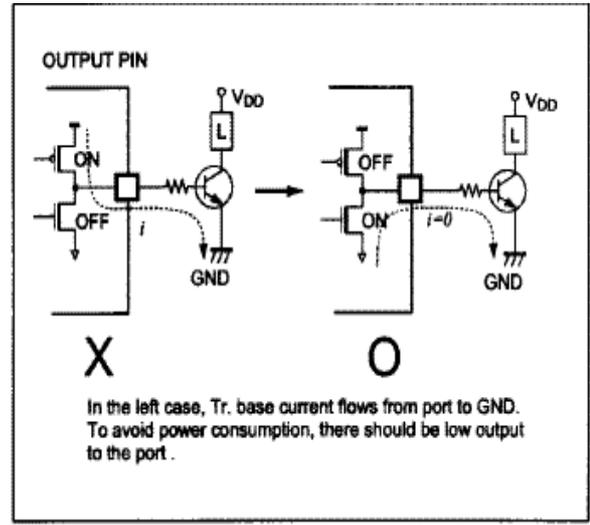 OUTPUT PIN
VDD
L
ON
OFF
i
GND
VDD
L
OFF
ON
i=0
GND
X
O
In the left case, Tr. base current flows from port to GND.
To avoid power consumption, there should be low output
to the port .